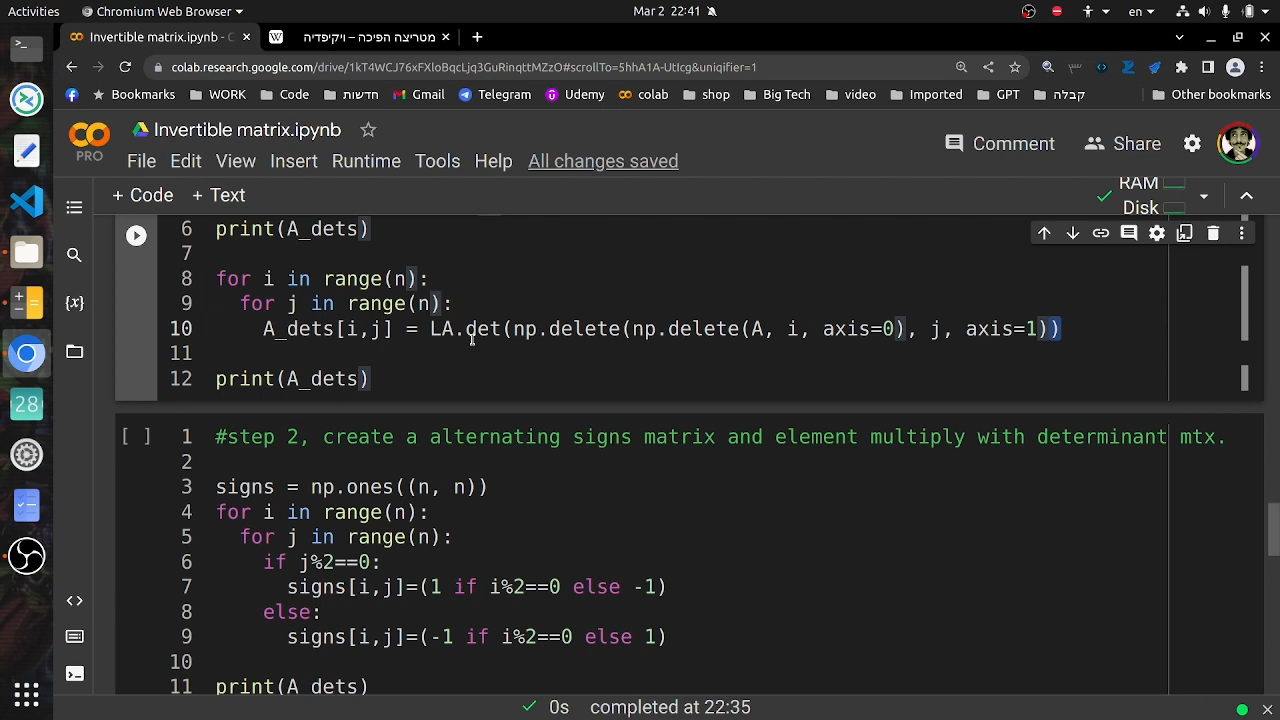 Activities
Chromium Web Browser
Mar 2 22:41
en
Invertible matrix.ipynb - C
מטריצה הפיכה – ויקיפדיה
colab.research.google.com/drive/1kT4WCJ76xFXIoBqcLjq3GuRinqttMZzO#scrollTo=5hhA1A-UtIcg&uniqifier=1
Bookmarks
WORK
Code
חדשות
Gmail
Telegram
Udemy
colab
shop
Big Tech
video
Imported
GPT
קבלה
Other bookmarks
CO
PRO
Invertible matrix.ipynb
File Edit View Insert Runtime Tools Help All changes saved
Comment
Share
+ Code + Text
RAM
Disk
6 print(A_dets)
7
8 for i in range(n):
9 for j in range(n):
10 A_dets[i,j] = LA.det(np.delete(np.delete(A, i, axis=0), j, axis=1))
11
12 print(A_dets)
[ ] 1 #step 2, create a alternating signs matrix and element multiply with determinant mtx.
2
3 signs = np.ones((n, n))
4 for i in range(n):
5 for j in range(n):
6 if j%2==0:
7 signs[i,j]=(1 if i%2==0 else -1)
8 else:
9 signs[i,j]=(-1 if i%2==0 else 1)
10
11 print(A_dets)
28
0s completed at 22:35